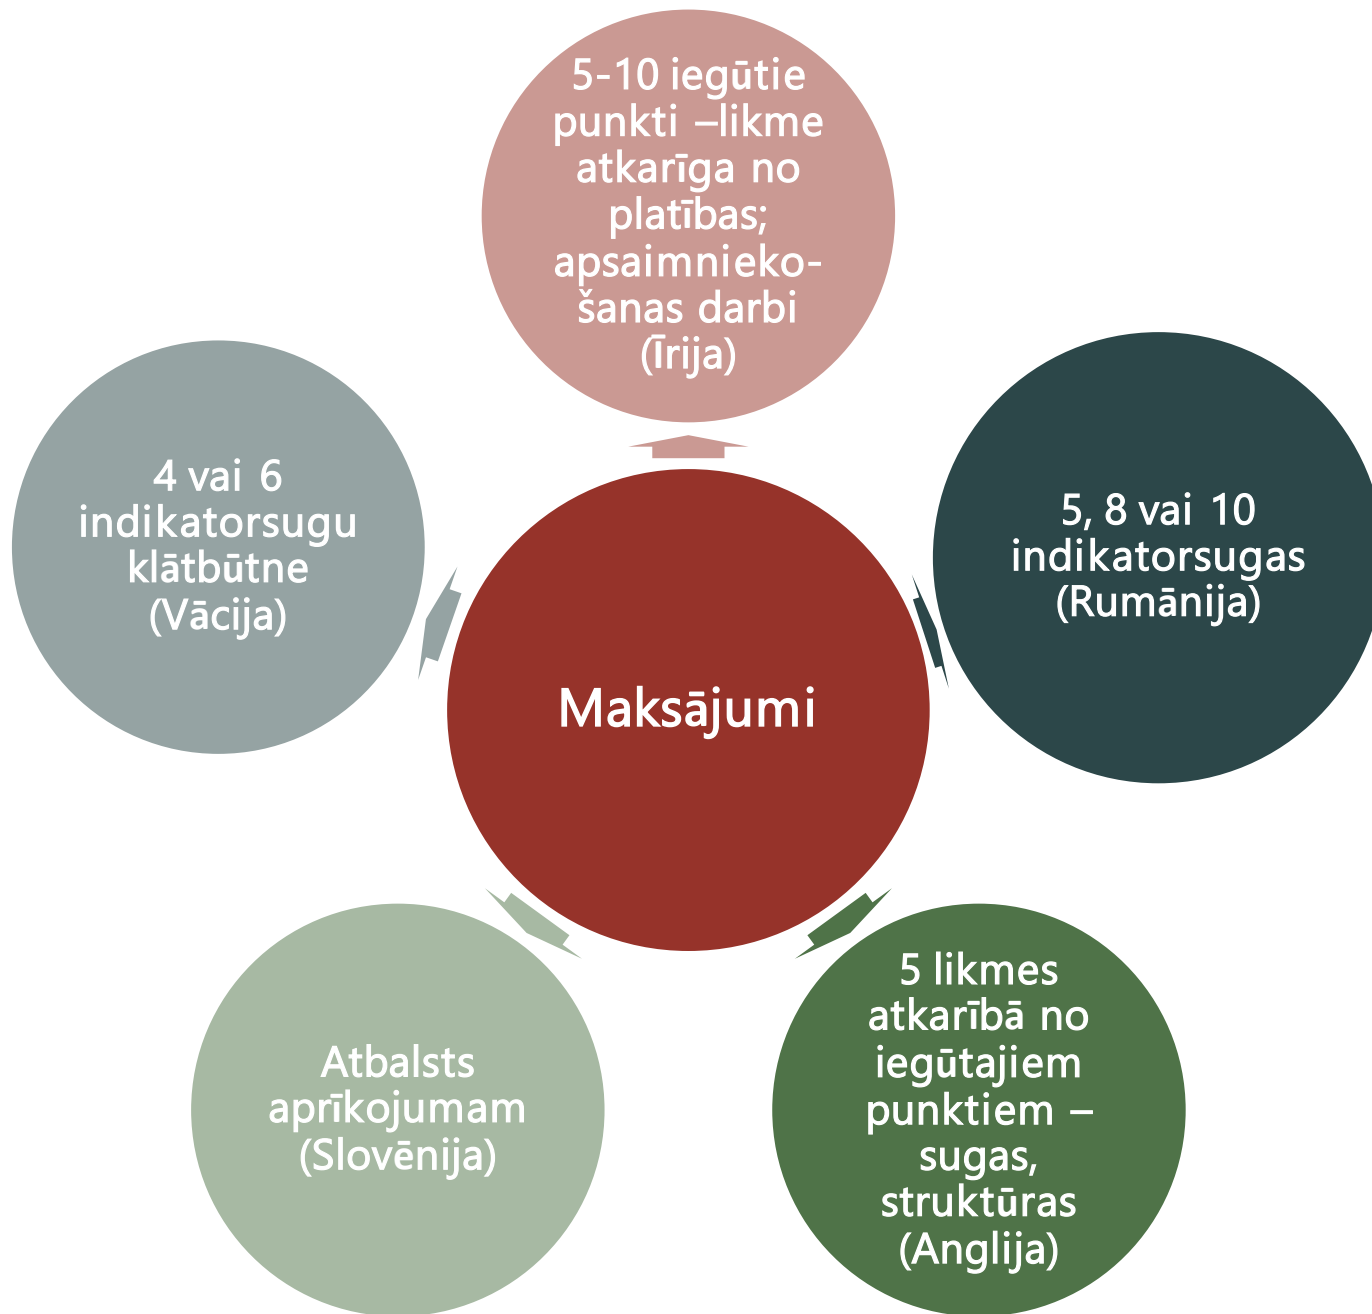 5-10 iegūtie
punkti –likme
atkarīga no
platības;
apsaimnieko-
šanas darbi
(Īrija)
4 vai 6
indikatorsugu
klātbūtne
(Vācija)
5, 8 vai 10
indikatorsugas
(Rumānija)
Maksājumi
Atbalsts
aprīkojumam
(Slovēnija)
5 likmes
atkarībā no
iegūtajiem
punktiem –
sugas,
struktūras
(Anglija)